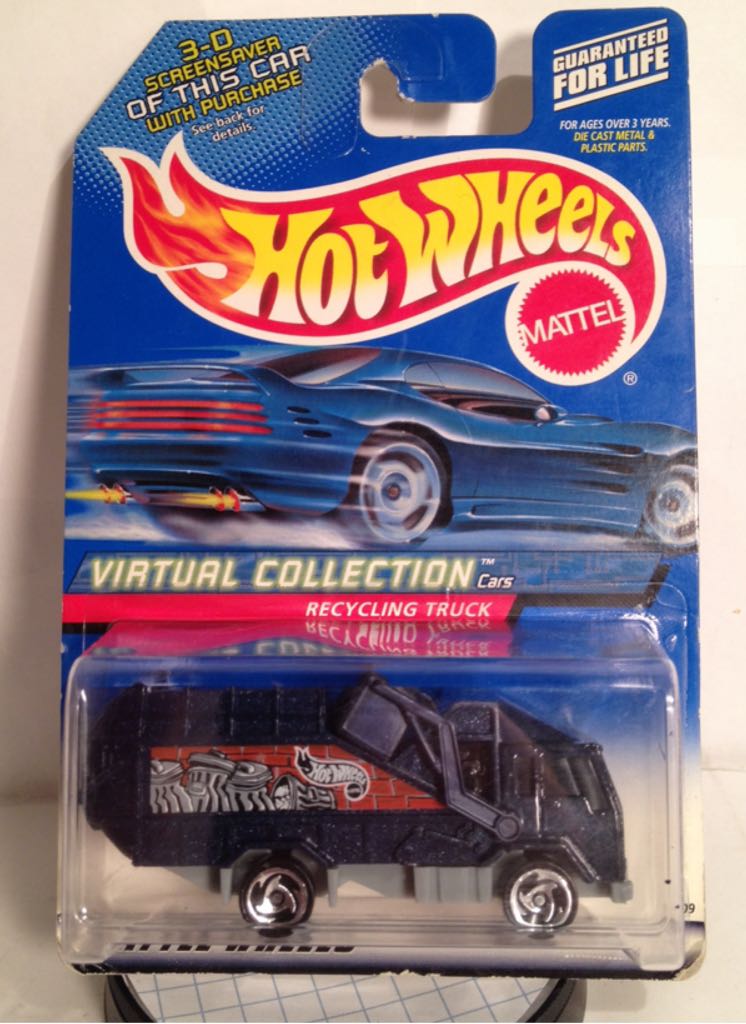 3-D
SCREENSAVER
OF THIS CAR
WITH PURCHASE
See back for
details.
GUARANTEED
FOR LIFE
FOR AGES OVER 3 YEARS.
DIE CAST METAL &
PLASTIC PARTS.
HOT WHEELS
MATTEL
®
VIRTUAL COLLECTION™
Cars
RECYCLING TRUCK
HOT WHEELS